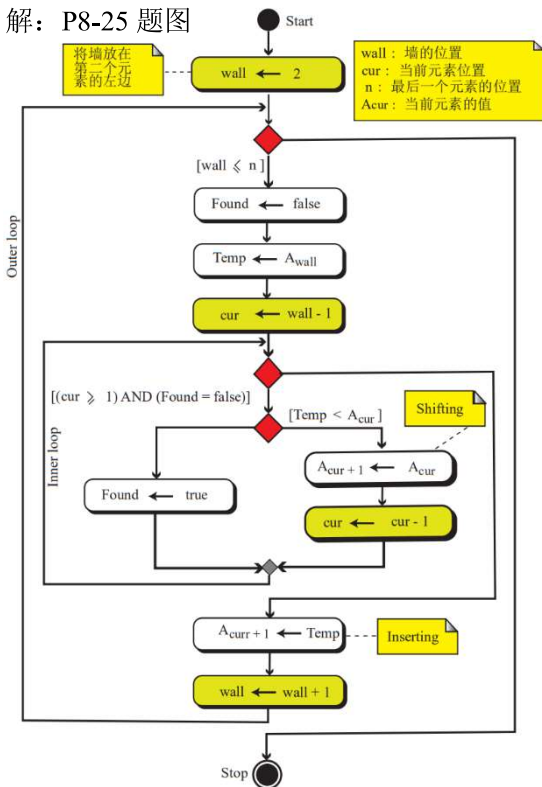 解：P8-25 题图
Start
将墙放在
第二个元
素的左边
wall ← 2
wall : 墙的位置
cur : 当前元素位置
n : 最后一个元素的位置
Acur : 当前元素的值
[wall ⩽ n ]
Found ← false
Temp ← Awall
cur ← wall - 1
Outer loop
[(cur ⩾ 1) AND (Found = false)]
[Temp < Acur ]
Shifting
Inner loop
Found ← true
Acur + 1 ← Acur
cur ← cur - 1
Acurr + 1 ← Temp
Inserting
wall ← wall + 1
Stop